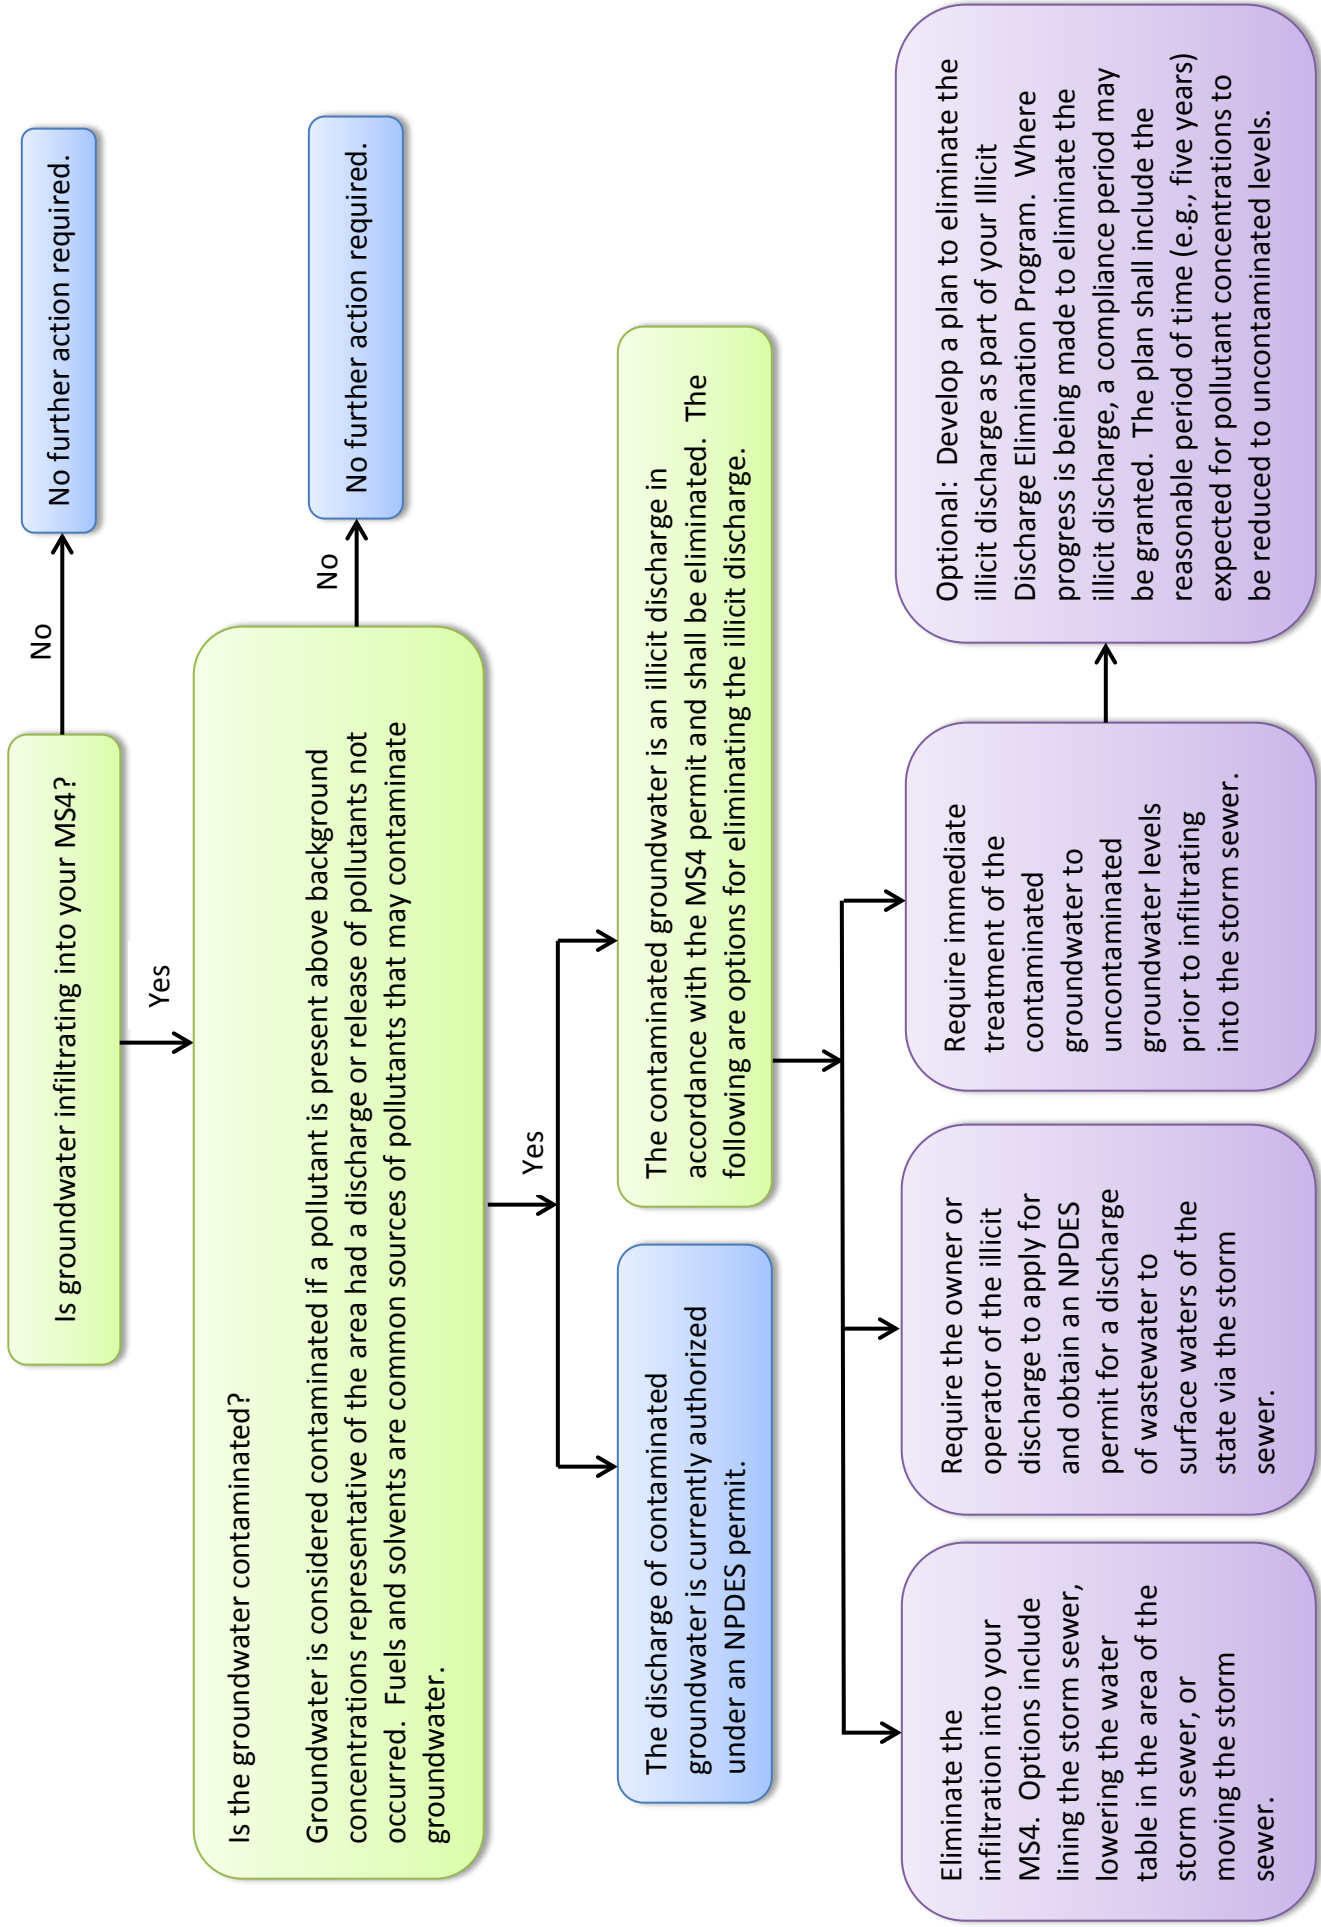 Is groundwater infiltrating into your MS4?
No
No further action required.
Yes
Is the groundwater contaminated?
Groundwater is considered contaminated if a pollutant is present above background
concentrations representative of the area had a discharge or release of pollutants not
occurred.  Fuels and solvents are common sources of pollutants that may contaminate
groundwater.
No
No further action required.
Yes
The discharge of contaminated
groundwater is currently authorized
under an NPDES permit.
The contaminated groundwater is an illicit discharge in
accordance with the MS4 permit and shall be eliminated.  The
following are options for eliminating the illicit discharge.
Eliminate the
infiltration into your
MS4.  Options include
lining the storm sewer,
lowering the water
table in the area of the
storm sewer, or
moving the storm
sewer.
Require the owner or
operator of the illicit
discharge to apply for
and obtain an NPDES
permit for a discharge
of wastewater to
surface waters of the
state via the storm
sewer.
Require immediate
treatment of the
contaminated
groundwater to
uncontaminated
groundwater levels
prior to infiltrating
into the storm sewer.
Optional:  Develop a plan to eliminate the
illicit discharge as part of your Illicit
Discharge Elimination Program.  Where
progress is being made to eliminate the
illicit discharge, a compliance period may
be granted.  The plan shall include the
reasonable period of time (e.g., five years)
expected for pollutant concentrations to
be reduced to uncontaminated levels.